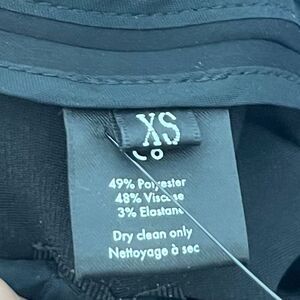 XS
49% Polyester
48% Viscose
3% Elastane
Dry clean only
Nettoyage à sec